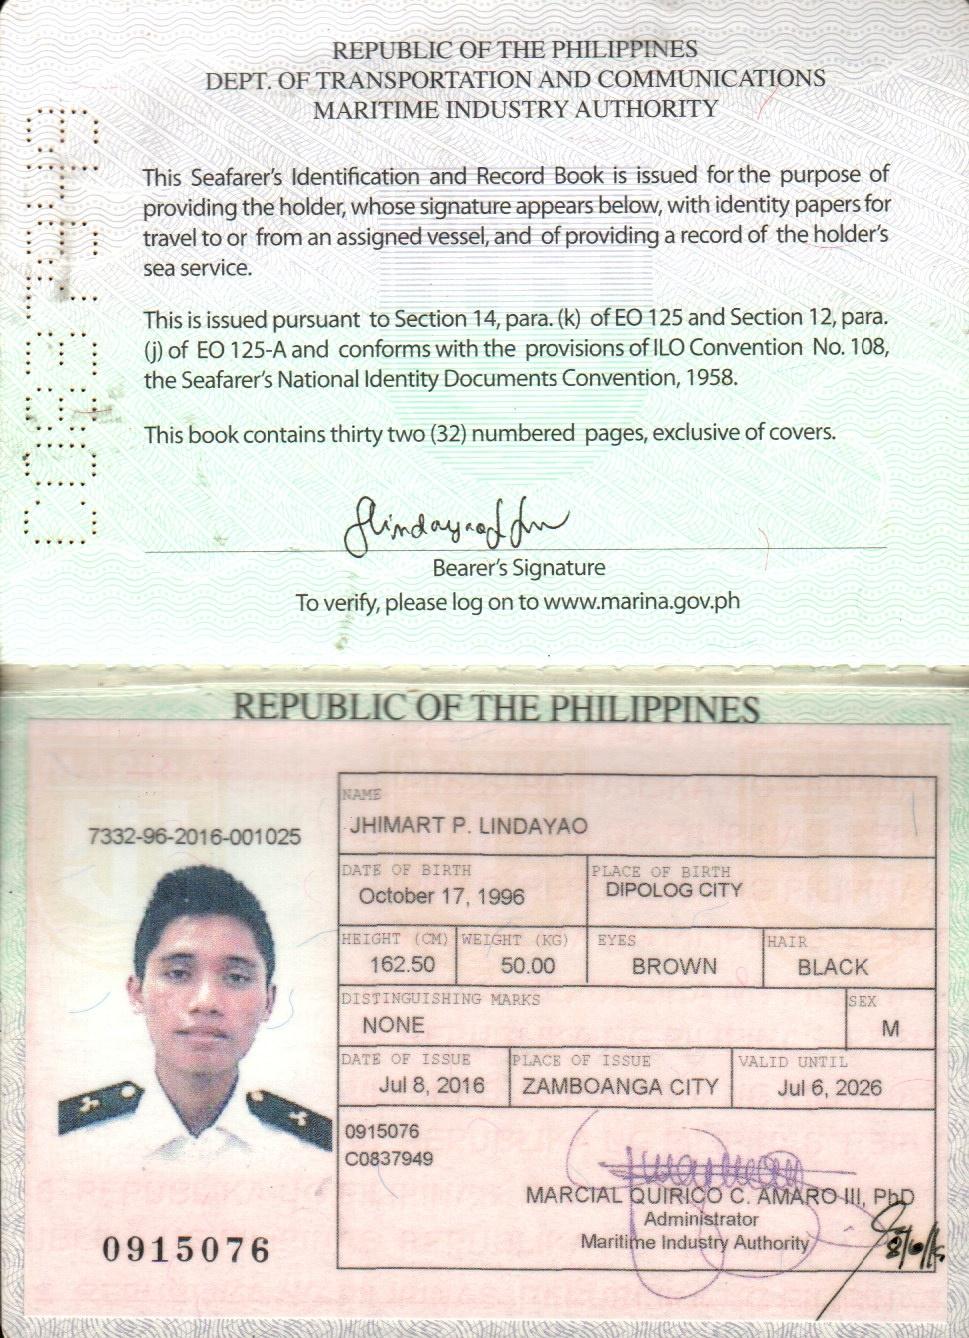 REPUBLIC OF THE PHILIPPINES
DEPT. OF TRANSPORTATION AND COMMUNICATIONS
MARITIME INDUSTRY AUTHORITY
This Seafarer's Identification and Record Book is issued for the purpose of
providing the holder, whose signature appears below, with identity papers for
travel to or from an assigned vessel, and of providing a record of the holder's
sea service.
This is issued pursuant to Section 14, para. (k) of EO 125 and Section 12, para.
(j) of EO 125-A and conforms with the provisions of ILO Convention No. 108,
the Seafarer's National Identity Documents Convention, 1958.
This book contains thirty two (32) numbered pages, exclusive of covers.
Bearer's Signature
To verify, please log on to www.marina.gov.ph
REPUBLIC OF THE PHILIPPINES
7332-96-2016-001025
NAME
JHIMART P. LINDAYAO
DATE OF BIRTH PLACE OF BIRTH
October 17, 1996 DIPOLOG CITY
HEIGHT (CM) WEIGHT (KG) EYES HAIR
162.50 50.00 BROWN BLACK
DISTINGUISHING MARKS SEX
NONE M
DATE OF ISSUE PLACE OF ISSUE VALID UNTIL
Jul 8, 2016 ZAMBOANGA CITY Jul 6, 2026
0915076
C0837949
MARCIAL QUIRICO C. AMARO III, PhD
Administrator
Maritime Industry Authority
0915076